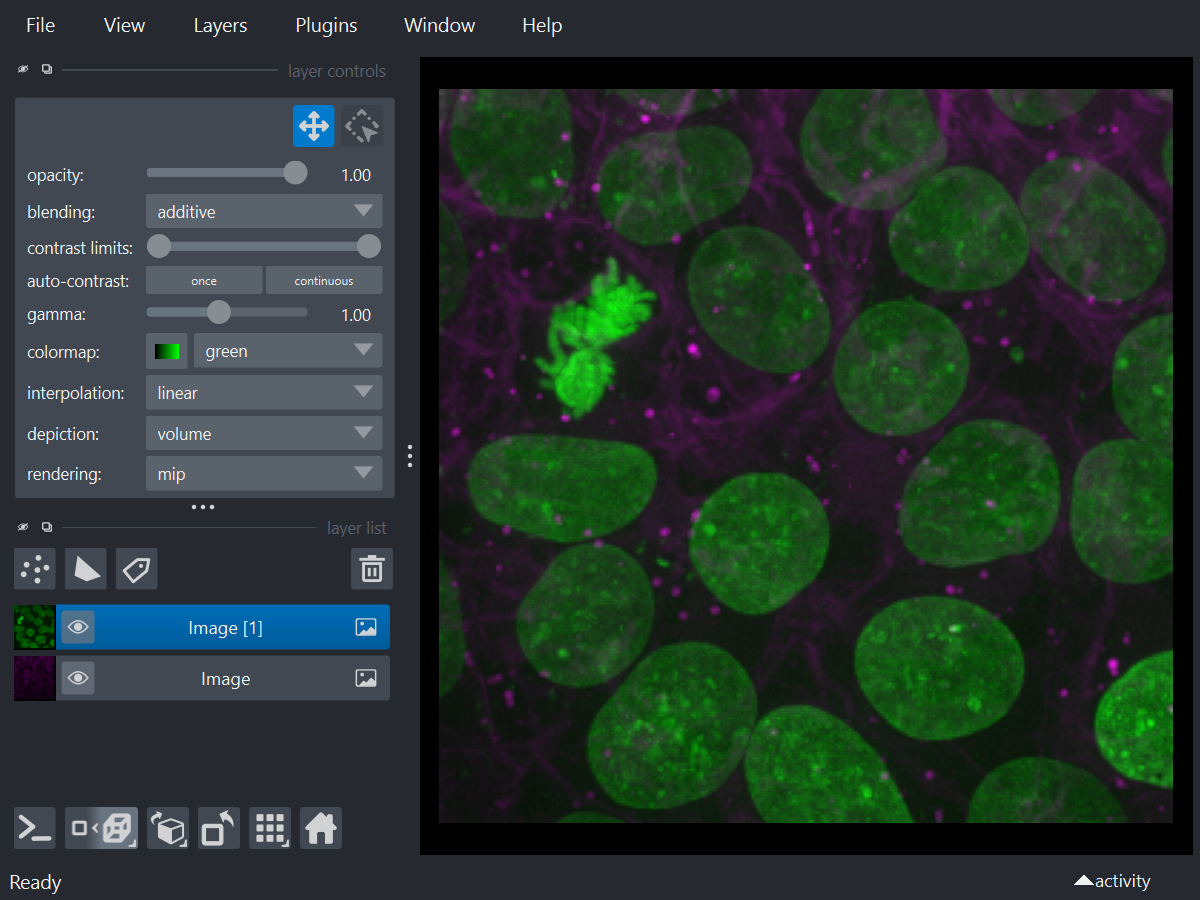 File View Layers Plugins Window Help
layer controls
opacity: 1.00
blending: additive
contrast limits:
auto-contrast: once continuous
gamma: 1.00
colormap: green
interpolation: linear
depiction: volume
rendering: mip
layer list
Image [1]
Image
Ready
activity